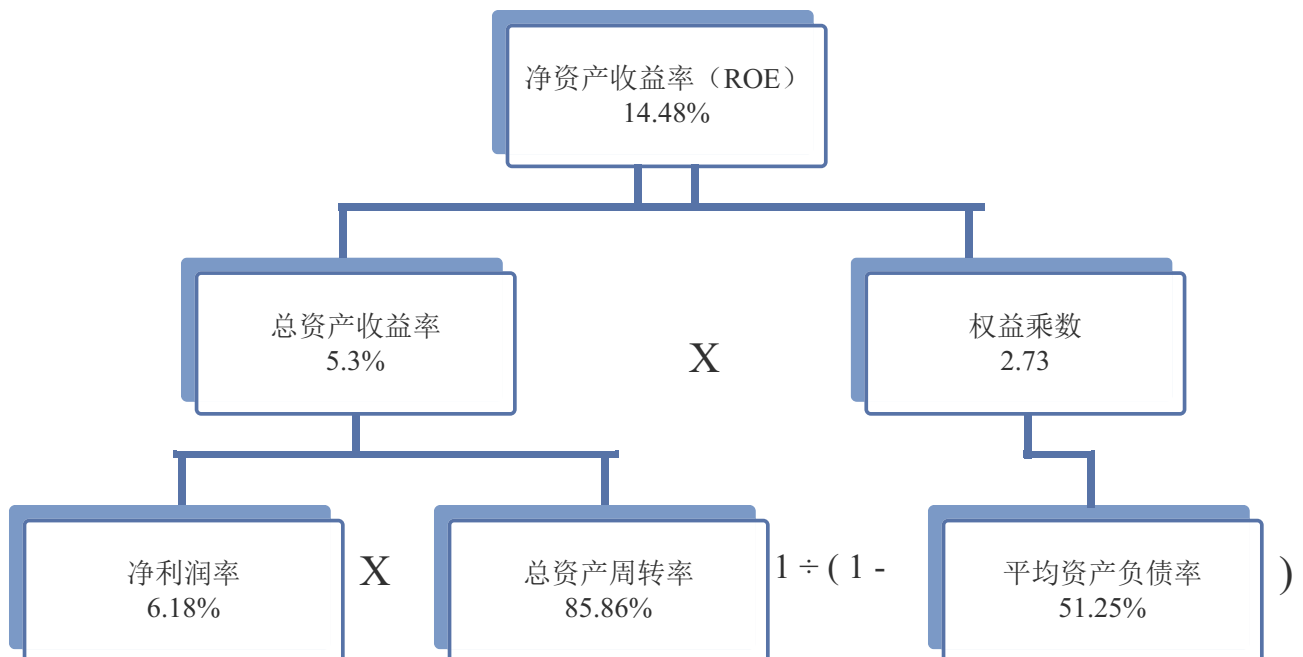 净资产收益率（ROE）
14.48%
总资产收益率
5.3%
X
权益乘数
2.73
净利润率
6.18%
X
总资产周转率
85.86%
1 ÷ ( 1 -
平均资产负债率
51.25%
)